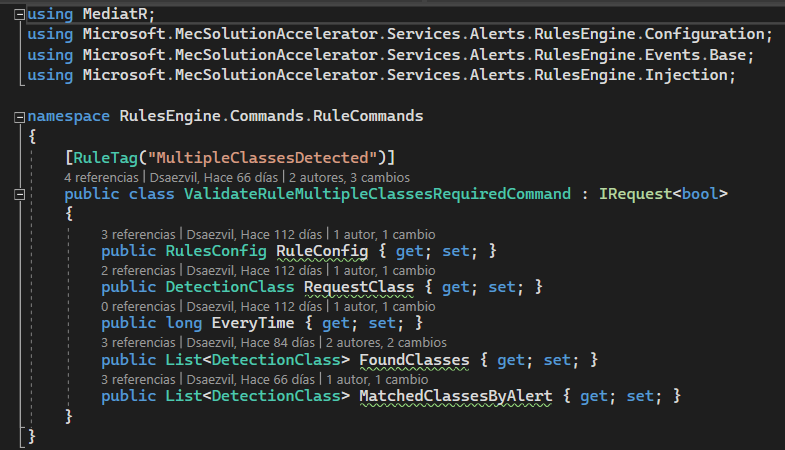 using MediatR;
using Microsoft.MecSolutionAccelerator.Services.Alerts.RulesEngine.Configuration;
using Microsoft.MecSolutionAccelerator.Services.Alerts.RulesEngine.Events.Base;
using Microsoft.MecSolutionAccelerator.Services.Alerts.RulesEngine.Injection;
namespace RulesEngine.Commands.RuleCommands
{
[RuleTag("MultipleClassesDetected")]
4 referencias | Dsaezvil, Hace 66 días | 2 autores, 3 cambios
public class ValidateRuleMultipleClassesRequiredCommand : IRequest<bool>
{
3 referencias | Dsaezvil, Hace 112 días | 1 autor, 1 cambio
public RulesConfig RuleConfig { get; set; }
2 referencias | Dsaezvil, Hace 112 días | 1 autor, 1 cambio
public DetectionClass RequestClass { get; set; }
0 referencias | Dsaezvil, Hace 112 días | 1 autor, 1 cambio
public long EveryTime { get; set; }
3 referencias | Dsaezvil, Hace 84 días | 2 autores, 2 cambios
public List<DetectionClass> FoundClasses { get; set; }
3 referencias | Dsaezvil, Hace 66 días | 1 autor, 1 cambio
public List<DetectionClass> MatchedClassesByAlert { get; set; }
}
}